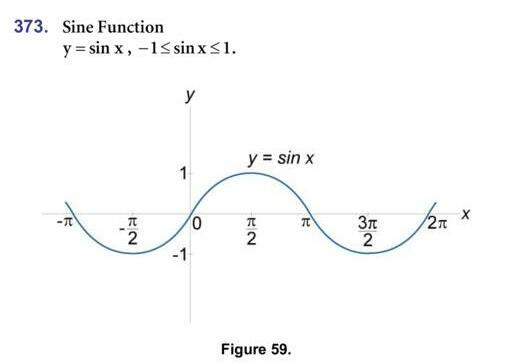 373. Sine Function
y = sin x , −1 ≤ sin x ≤ 1.
y
y = sin x
1
-π
-π/2
0
π/2
π
3π/2
2π
x
-1
Figure 59.